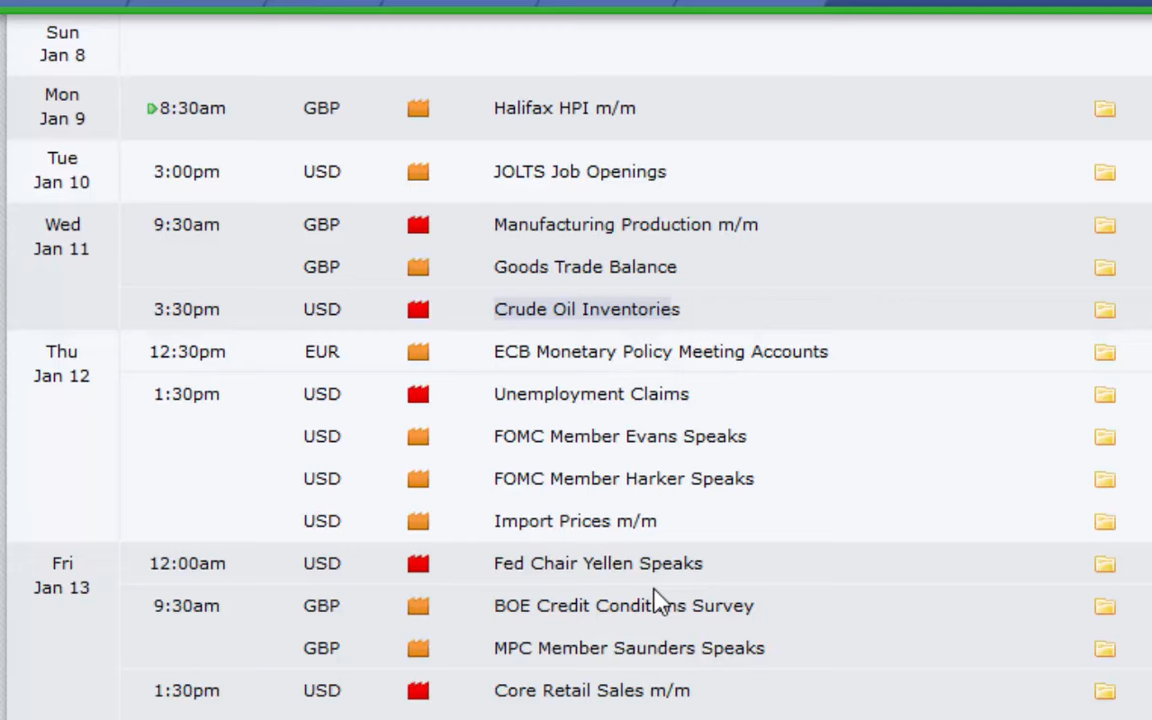 Sun
Jan 8
Mon
Jan 9
8:30am GBP Halifax HPI m/m
Tue
Jan 10
3:00pm USD JOLTS Job Openings
Wed
Jan 11
9:30am GBP Manufacturing Production m/m
GBP Goods Trade Balance
3:30pm USD Crude Oil Inventories
Thu
Jan 12
12:30pm EUR ECB Monetary Policy Meeting Accounts
1:30pm USD Unemployment Claims
USD FOMC Member Evans Speaks
USD FOMC Member Harker Speaks
USD Import Prices m/m
Fri
Jan 13
12:00am USD Fed Chair Yellen Speaks
9:30am GBP BOE Credit Conditions Survey
GBP MPC Member Saunders Speaks
1:30pm USD Core Retail Sales m/m